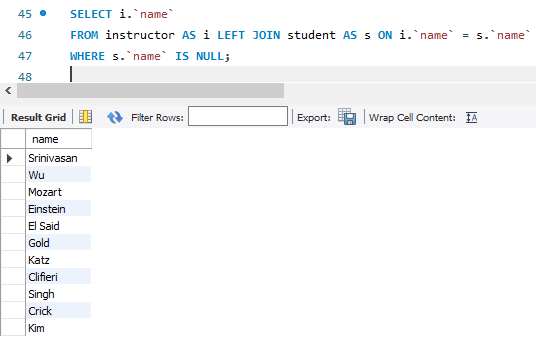 45 SELECT i.`name`
46 FROM instructor AS i LEFT JOIN student AS s ON i.`name` = s.`name`
47 WHERE s.`name` IS NULL;
48
Result Grid Filter Rows: Export: Wrap Cell Content: IA
name
Srinivasan
Wu
Mozart
Einstein
El Said
Gold
Katz
Clifieri
Singh
Crick
Kim